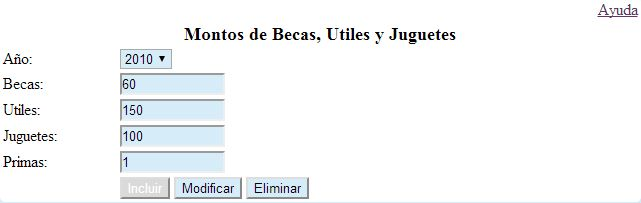 Ayuda
Montos de Becas, Utiles y Juguetes
Año: 2010
Becas: 60
Utiles: 150
Juguetes: 100
Primas: 1
Incluir Modificar Eliminar